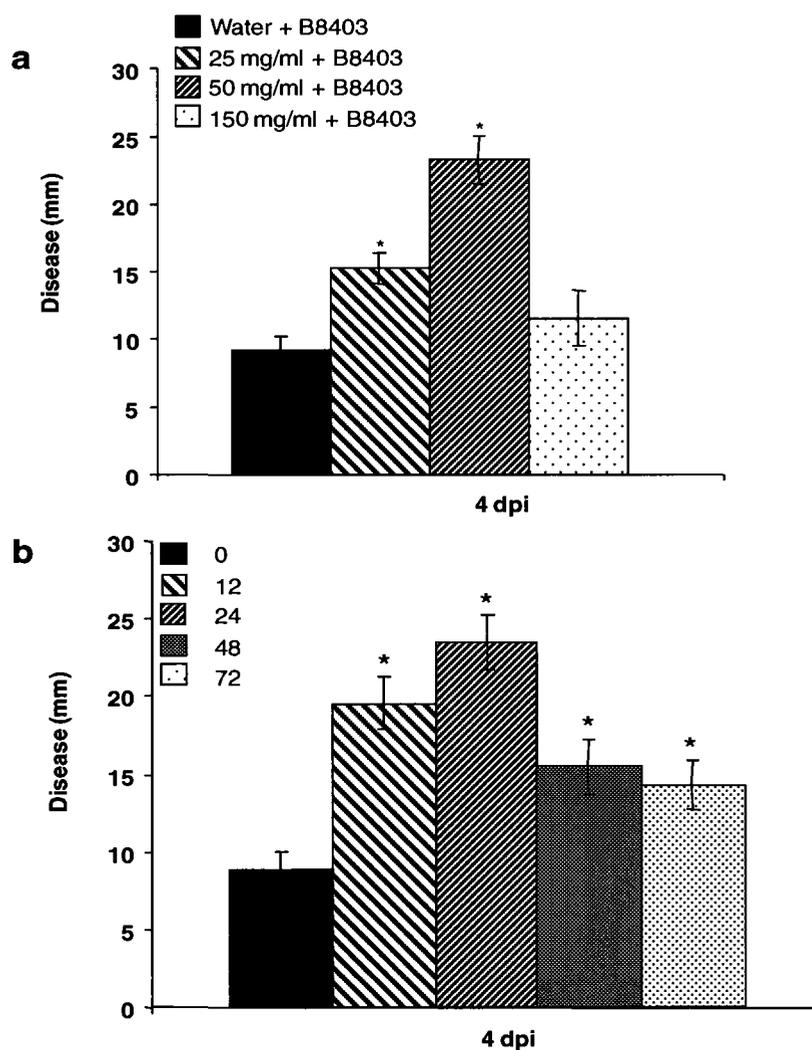 a
Water + B8403
25 mg/ml + B8403
50 mg/ml + B8403
150 mg/ml + B8403
30
25
20
15
10
5
0
Disease (mm)
*
*
4 dpi
b
0
12
24
48
72
30
25
20
15
10
5
0
Disease (mm)
*
*
*
*
4 dpi